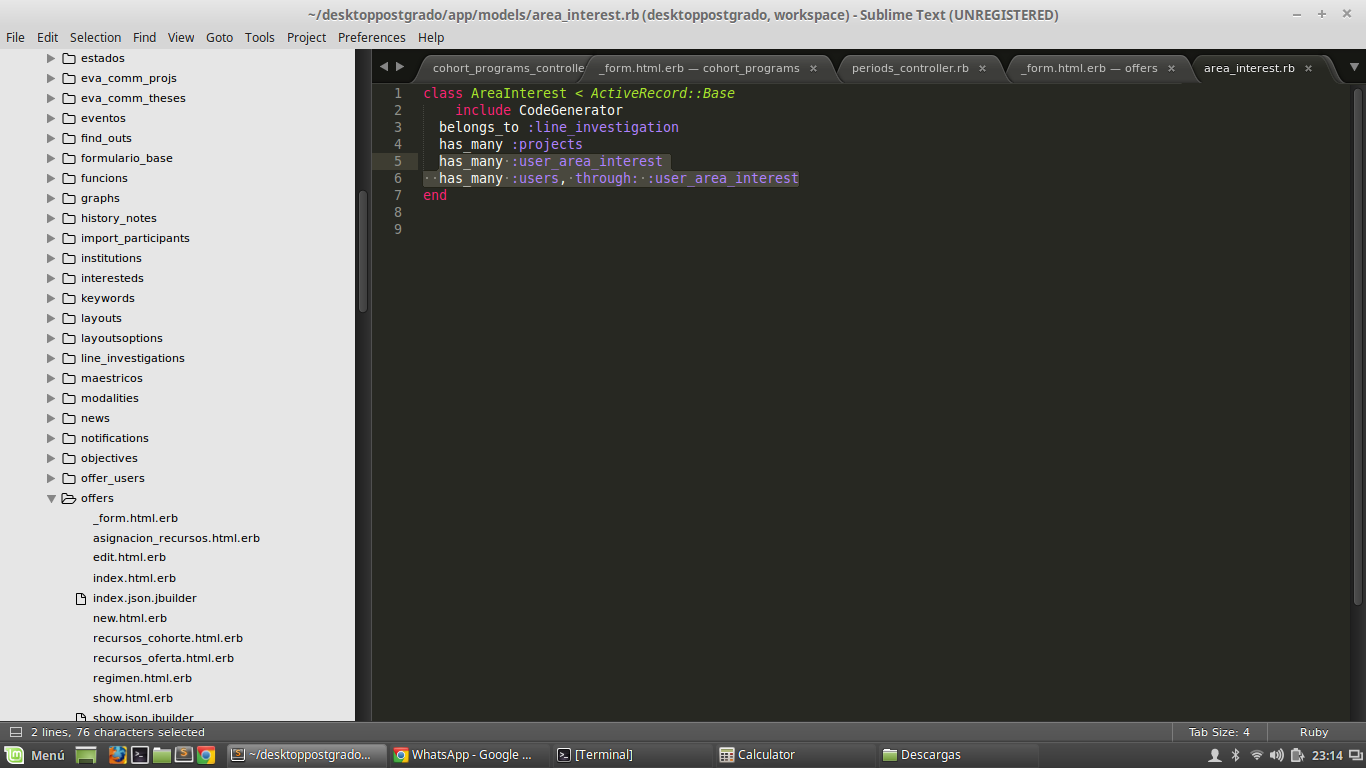 ~/desktoppostgrado/app/models/area_interest.rb (desktoppostgrado, workspace) - Sublime Text (UNREGISTERED)
File Edit Selection Find View Goto Tools Project Preferences Help
estados
eva_comm_projs
eva_comm_theses
eventos
find_outs
formulario_base
funcions
graphs
history_notes
import_participants
institutions
interesteds
keywords
layouts
layoutsoptions
line_investigations
maestricos
modalities
news
notifications
objectives
offer_users
offers
_form.html.erb
asignacion_recursos.html.erb
edit.html.erb
index.html.erb
index.json.jbuilder
new.html.erb
recursos_cohorte.html.erb
recursos_oferta.html.erb
regimen.html.erb
show.html.erb
show.json.jbuilder
cohort_programs_controlle _form.html.erb — cohort_programs × periods_controller.rb × _form.html.erb — offers × area_interest.rb ×
1 class AreaInterest < ActiveRecord::Base
2 include CodeGenerator
3 belongs_to :line_investigation
4 has_many :projects
5 has_many :user_area_interest
6 has_many :users, through: :user_area_interest
7 end
8
9
2 lines, 76 characters selected Tab Size: 4 Ruby
Menú ~/desktoppostgrado... WhatsApp - Google ... [Terminal] Calculator Descargas 23:14